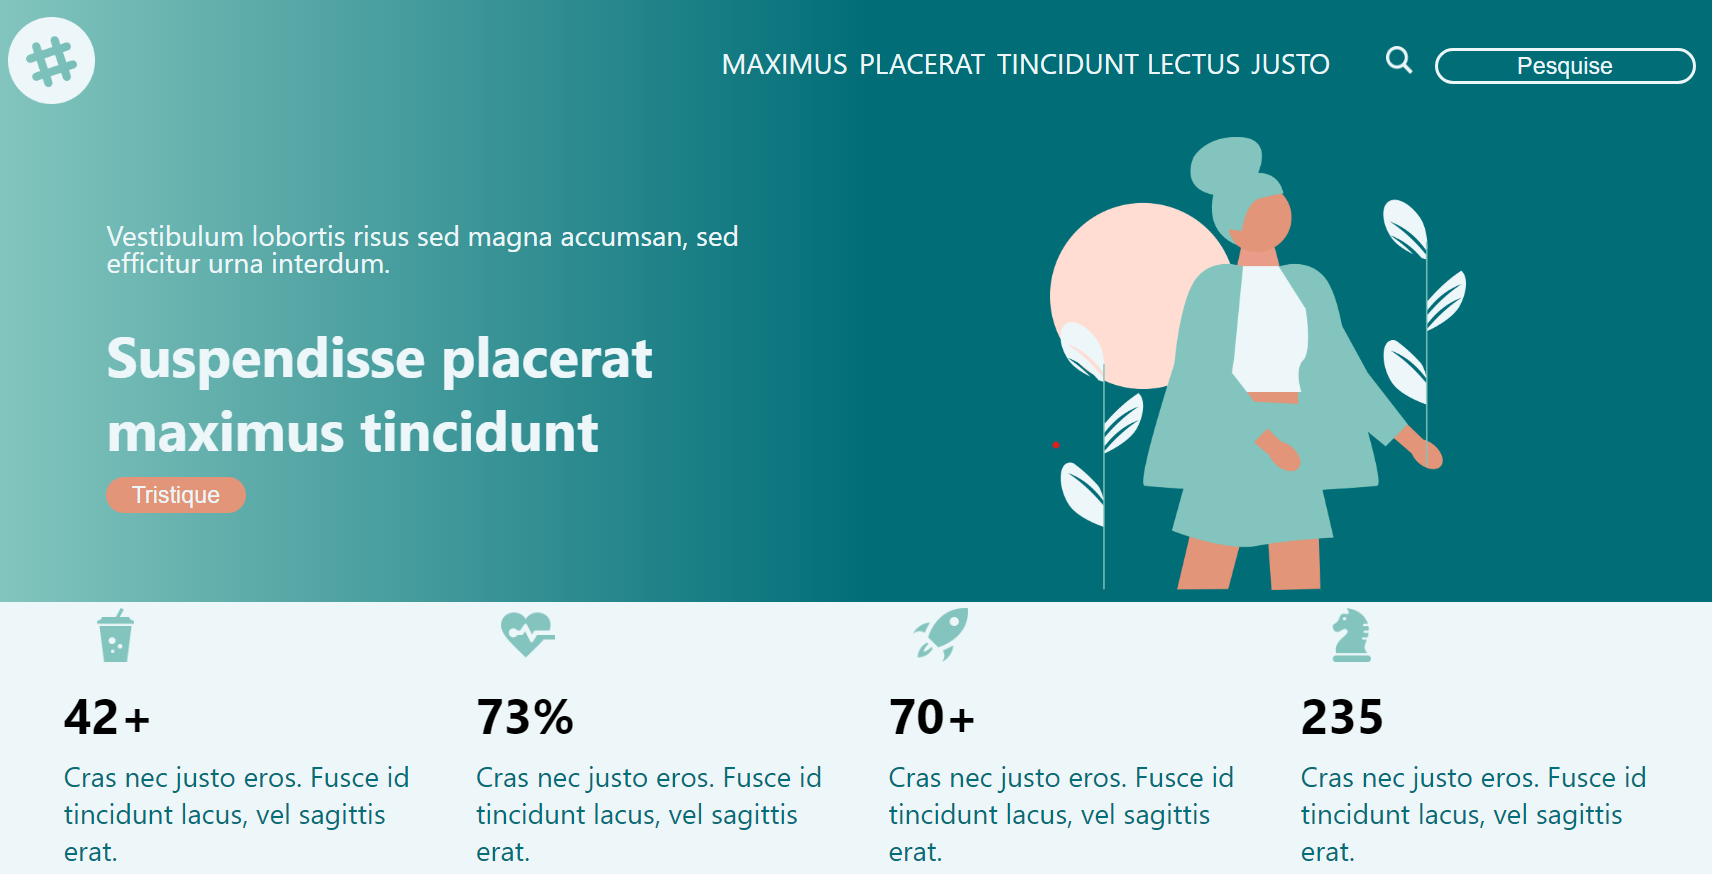 MAXIMUS PLACERAT TINCIDUNT LECTUS JUSTO Pesquise
Vestibulum lobortis risus sed magna accumsan, sed
efficitur urna interdum.
Suspendisse placerat
maximus tincidunt
Tristique
42+
Cras nec justo eros. Fusce id
tincidunt lacus, vel sagittis
erat.
73%
Cras nec justo eros. Fusce id
tincidunt lacus, vel sagittis
erat.
70+
Cras nec justo eros. Fusce id
tincidunt lacus, vel sagittis
erat.
235
Cras nec justo eros. Fusce id
tincidunt lacus, vel sagittis
erat.